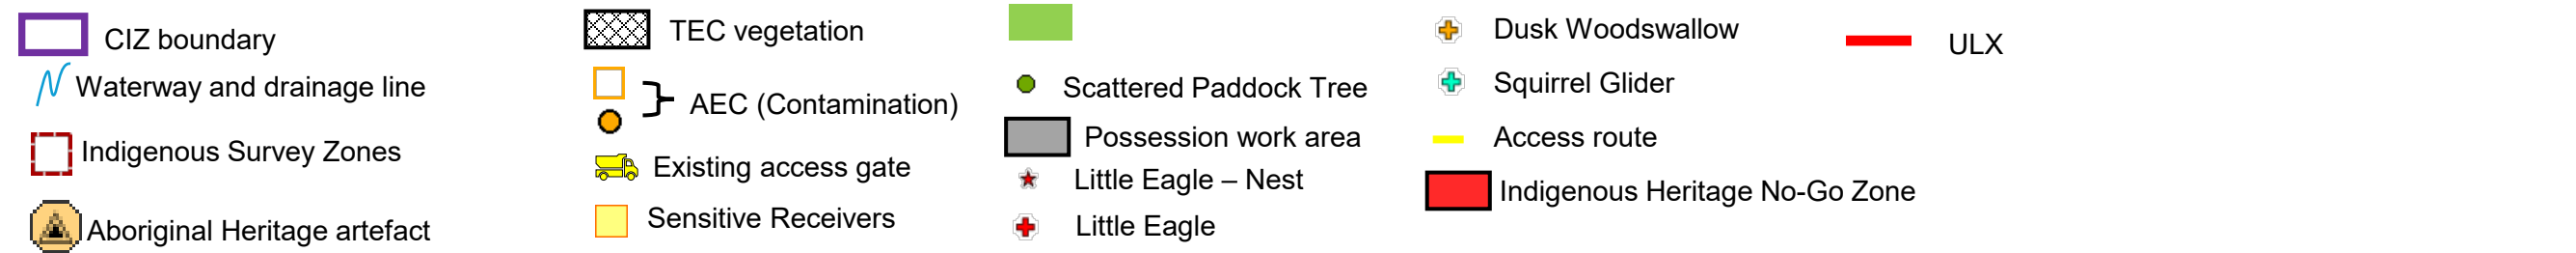 CIZ boundary
Waterway and drainage line
Indigenous Survey Zones
Aboriginal Heritage artefact
TEC vegetation
AEC (Contamination)
Existing access gate
Sensitive Receivers
Scattered Paddock Tree
Possession work area
Little Eagle – Nest
Little Eagle
Dusk Woodswallow
Squirrel Glider
Access route
Indigenous Heritage No-Go Zone
ULX